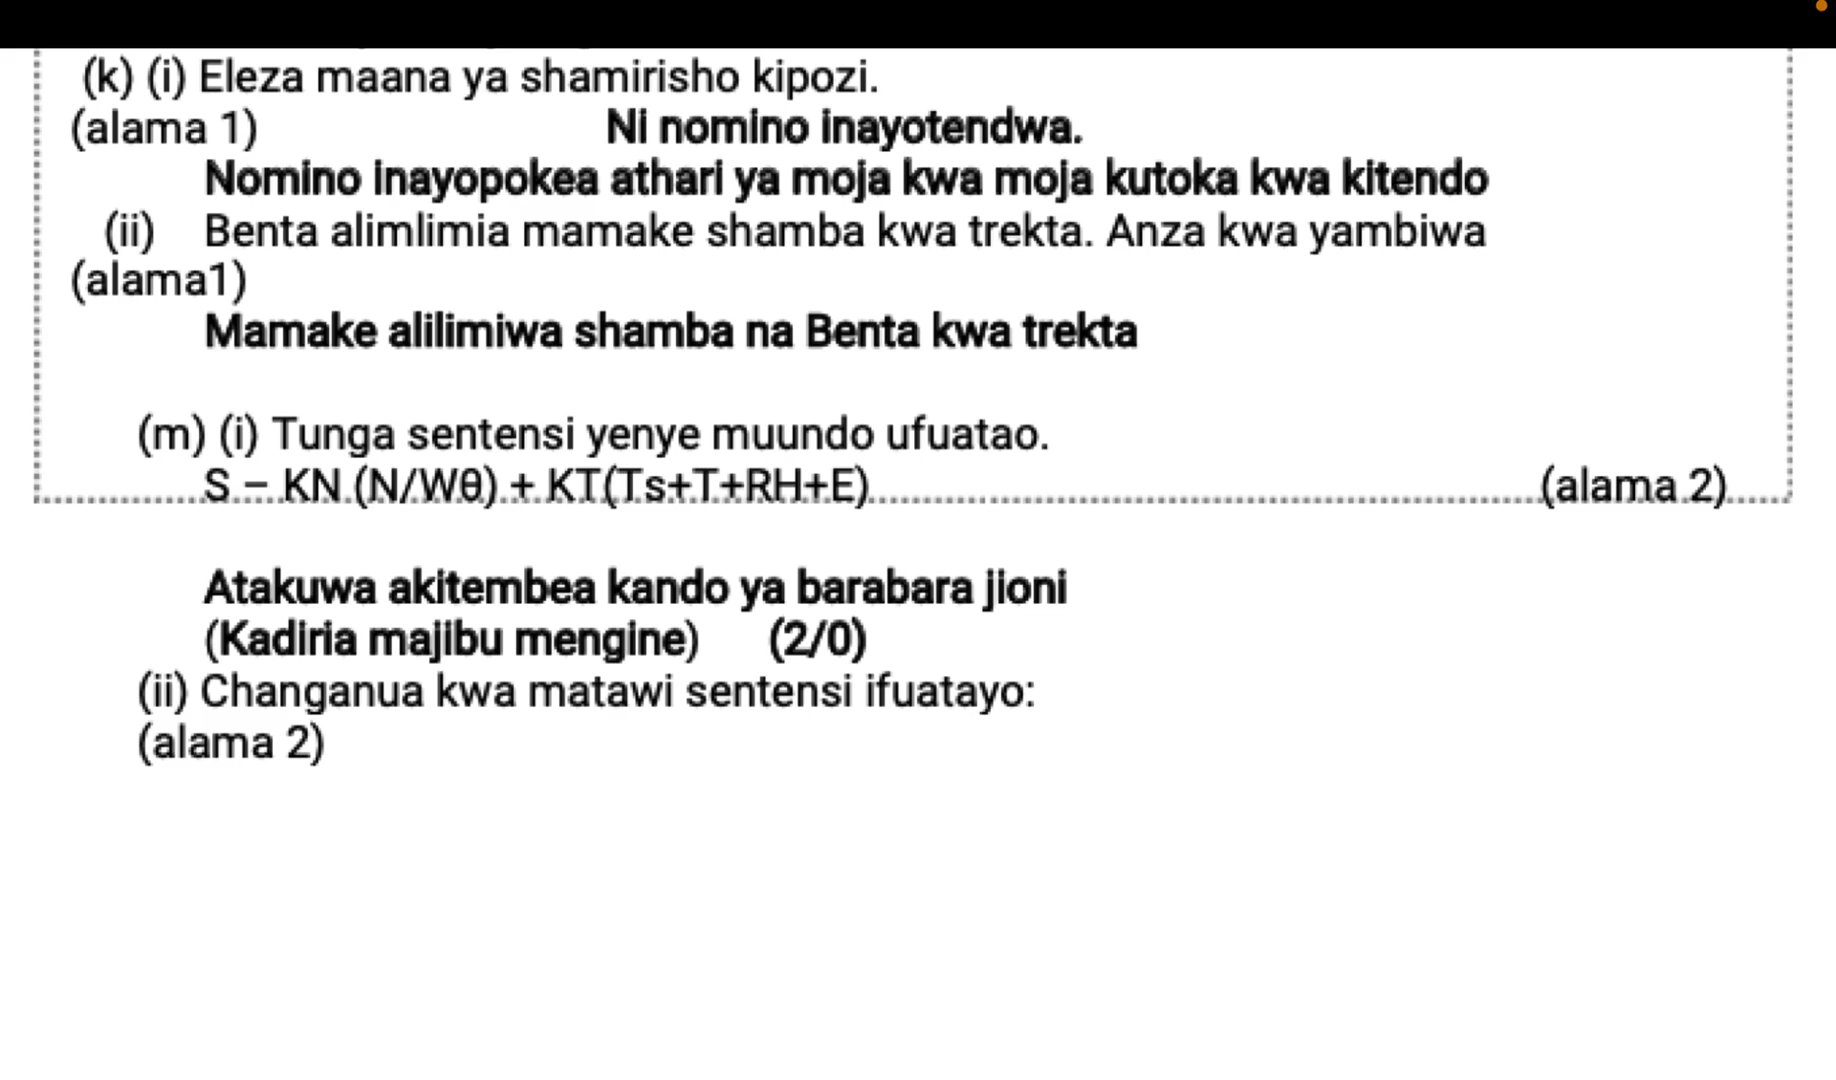 (k) (i) Eleza maana ya shamirisho kipozi.
(alama 1) Ni nomino inayotendwa.
Nomino inayopokea athari ya moja kwa moja kutoka kwa kitendo
(ii) Benta alimlimia mamake shamba kwa trekta. Anza kwa yambiwa
(alama1)
Mamake alilimiwa shamba na Benta kwa trekta
(m) (i) Tunga sentensi yenye muundo ufuatao.
S – KN (N/Wθ) + KT(Ts+T+RH+E) (alama 2)
Atakuwa akitembea kando ya barabara jioni
(Kadiria majibu mengine) (2/0)
(ii) Changanua kwa matawi sentensi ifuatayo:
(alama 2)